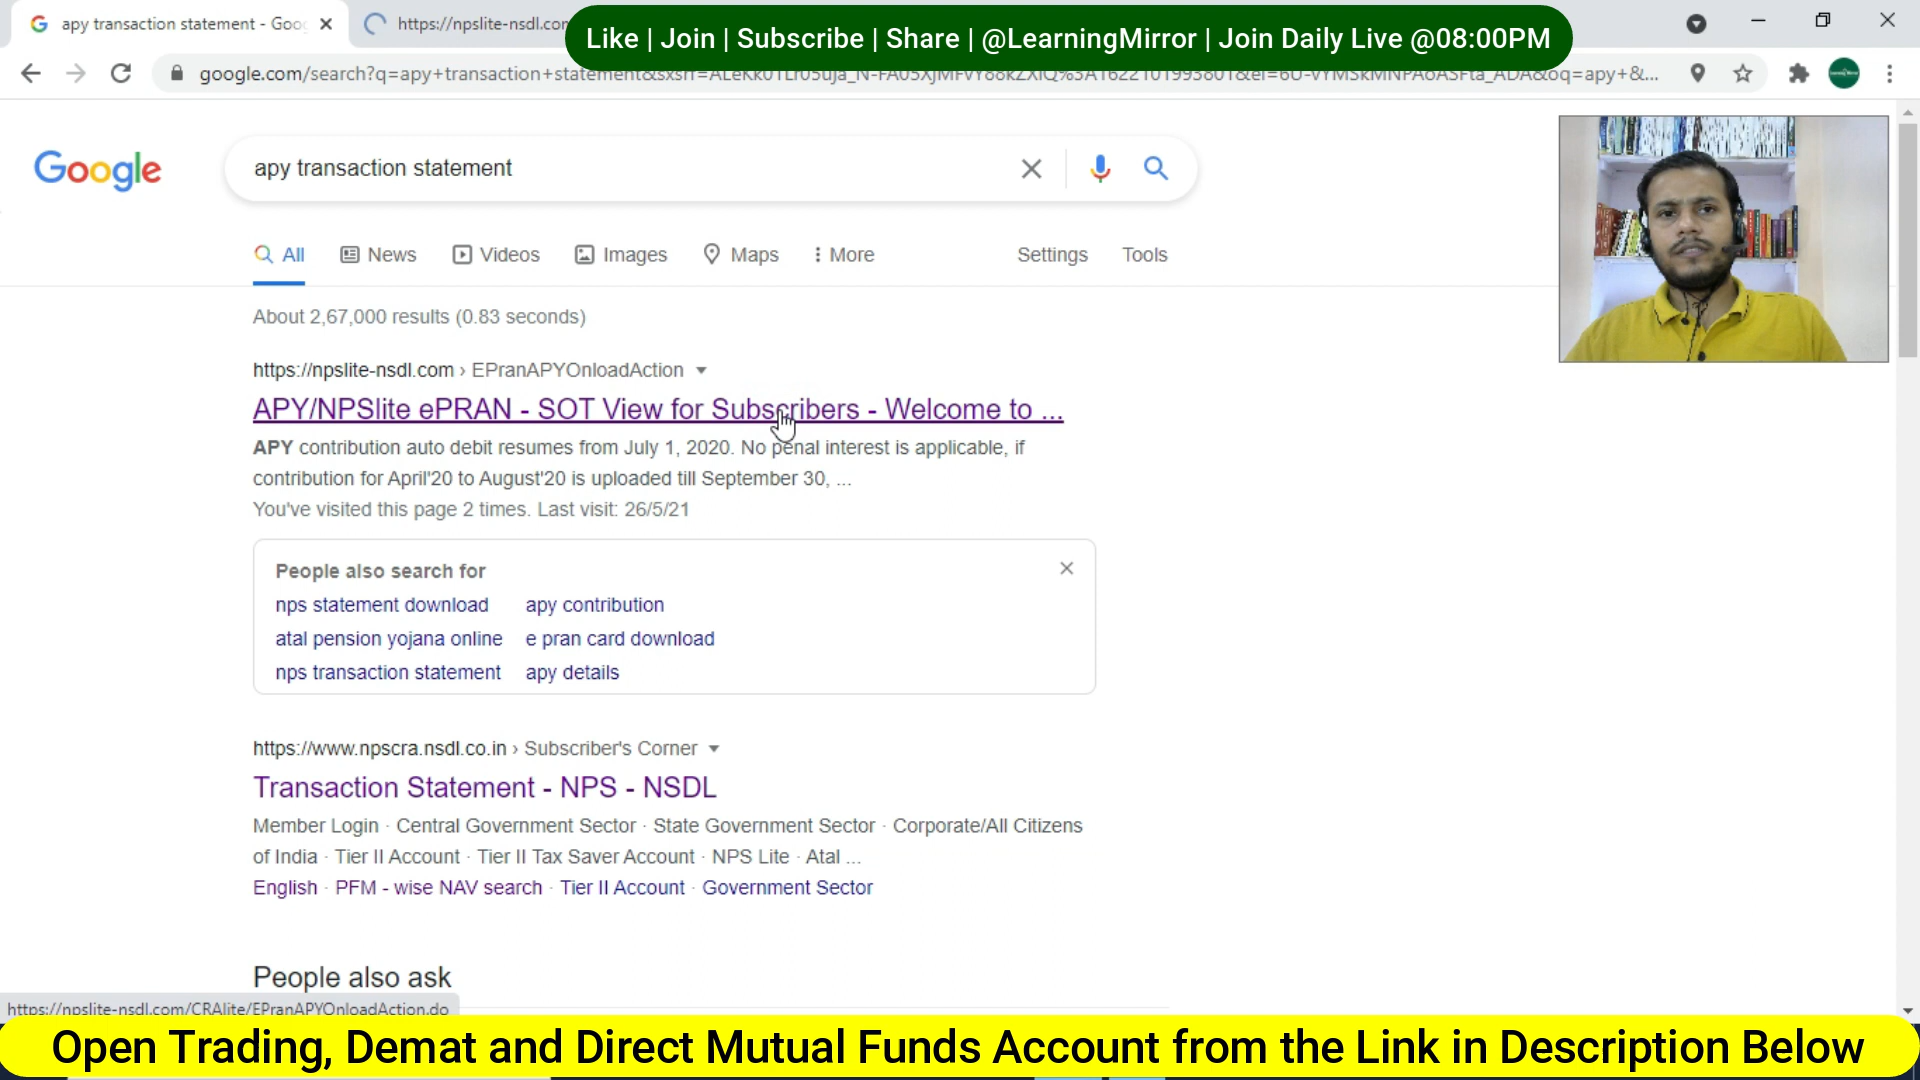 apy transaction statement - Goo
https://npslite-nsdl.com
Like | Join | Subscribe | Share | @LearningMirror | Join Daily Live @08:00PM
Google
apy transaction statement
All
News
Videos
Images
Maps
More
Settings
Tools
About 2,67,000 results (0.83 seconds)
https://npslite-nsdl.com › EPranAPYOnloadAction
APY/NPSlite ePRAN - SOT View for Subscribers - Welcome to ...
APY contribution auto debit resumes from July 1, 2020. No penal interest is applicable, if
contribution for April'20 to August'20 is uploaded till September 30, ...
You've visited this page 2 times. Last visit: 26/5/21
People also search for
nps statement download apy contribution
atal pension yojana online e pran card download
nps transaction statement apy details
https://www.npscra.nsdl.co.in › Subscriber's Corner
Transaction Statement - NPS - NSDL
Member Login · Central Government Sector · State Government Sector · Corporate/All Citizens
of India · Tier II Account · Tier II Tax Saver Account · NPS Lite · Atal ...
English · PFM - wise NAV search · Tier II Account · Government Sector
People also ask
https://npslite-nsdl.com/CRAlite/EPranAPYOnloadAction.do
Open Trading, Demat and Direct Mutual Funds Account from the Link in Description Below